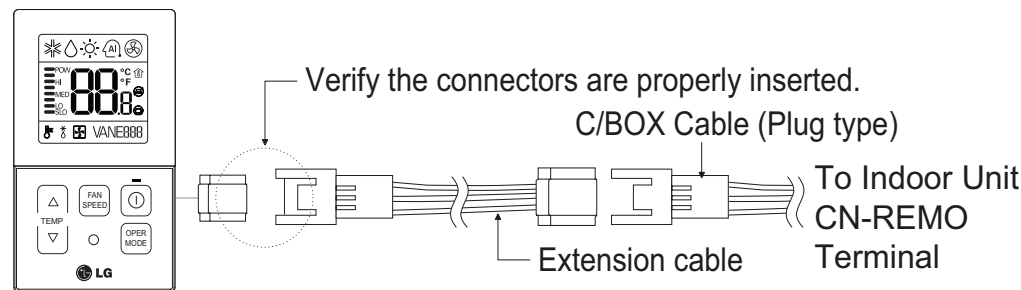 AI
POW
HI
MED
LO
SLO
88
°C
°F
.8
VANE888
TEMP
FAN
SPEED
OPER
MODE
LG
Verify the connectors are properly inserted.
C/BOX Cable (Plug type)
To Indoor Unit
CN-REMO
Terminal
Extension cable